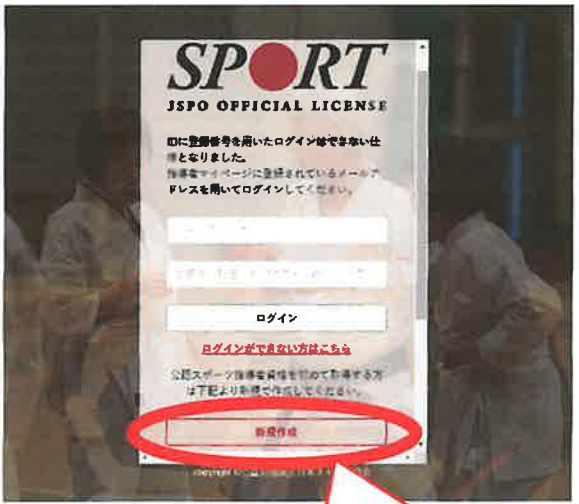 SPORT
JSPO OFFICIAL LICENSE
IDに登録番号を用いたログインはできない仕
様となりました。
指導者マイページに登録されているメールア
ドレスを用いてログインしてください。
ログイン
ログインができない方はこちら
公認スポーツ指導者資格を初めて取得する方
は下記より新規で作成してください。
新規作成